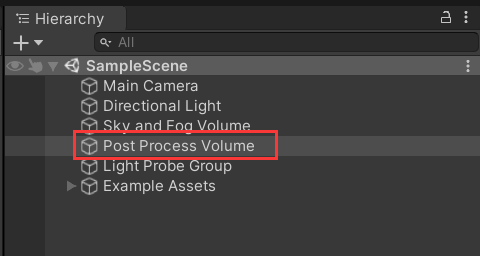 Hierarchy
All
SampleScene
Main Camera
Directional Light
Sky and Fog Volume
Post Process Volume
Light Probe Group
Example Assets